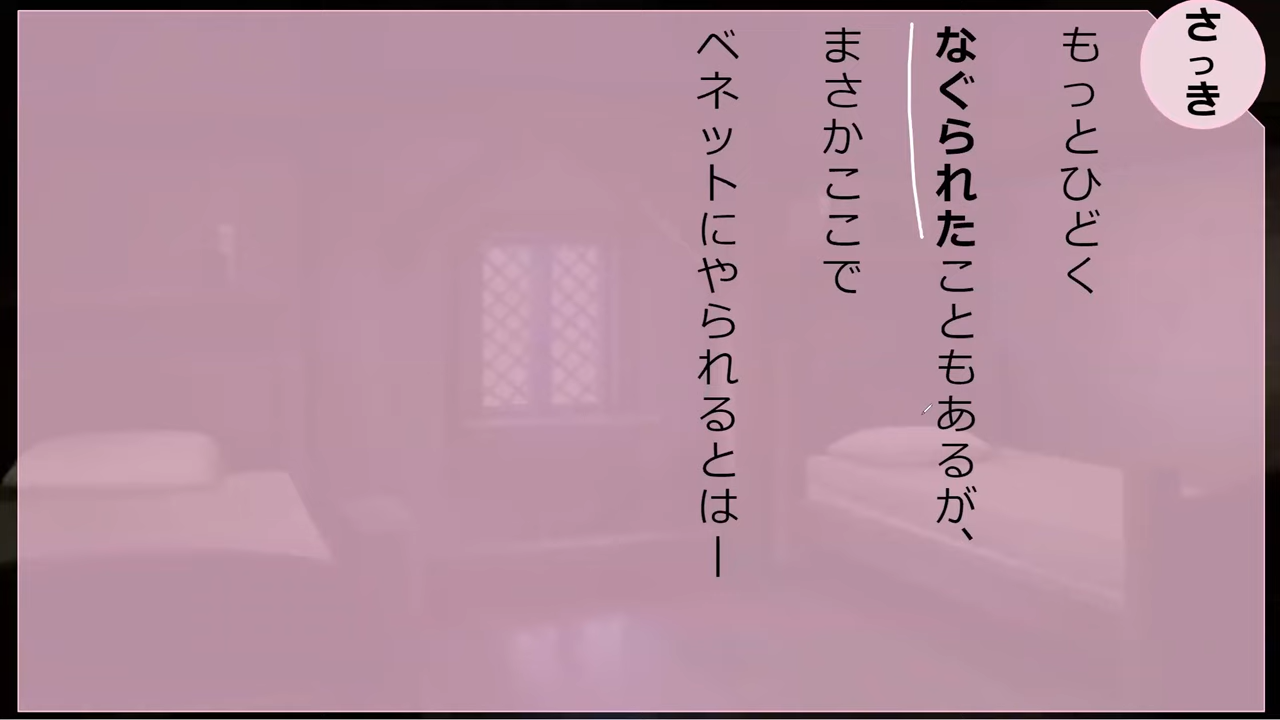 さっき
もっとひどく
なぐられたこともあるが、
まさかここで
ベネットにやられるとはー